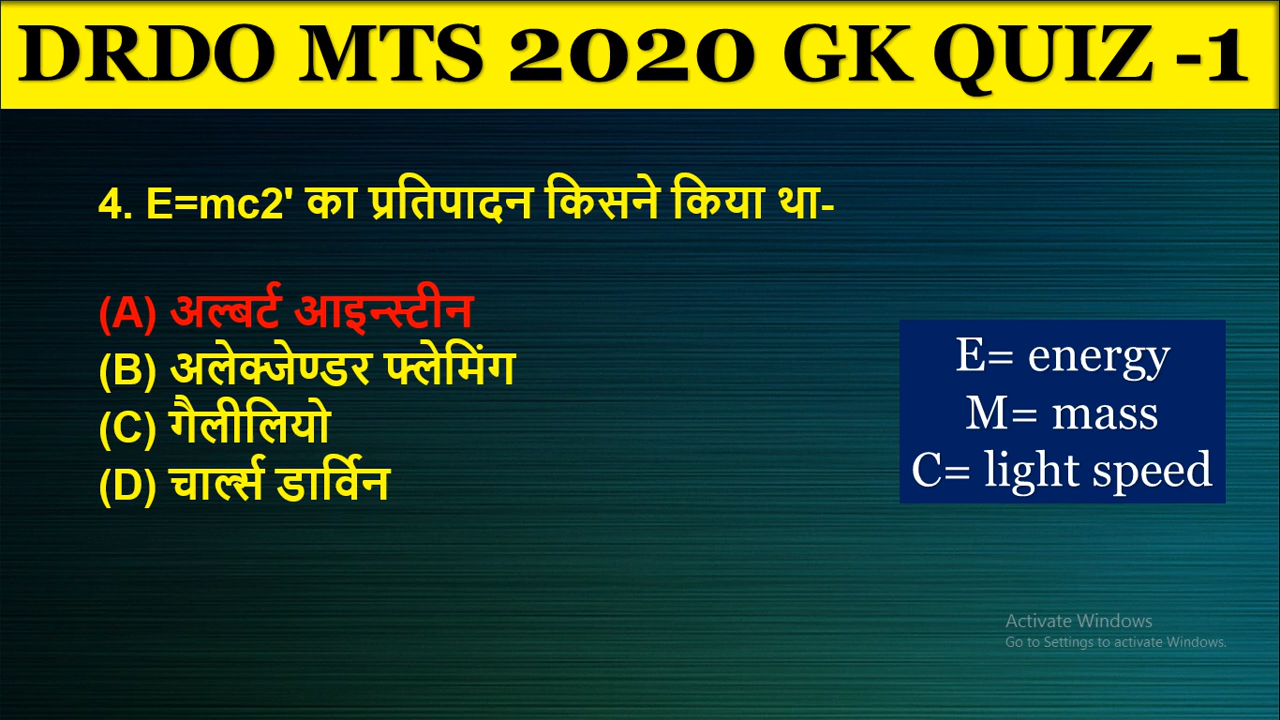 DRDO MTS 2020 GK QUIZ -1
4. E=mc2' का प्रतिपादन किसने किया था-
(A) अल्बर्ट आइन्स्टीन
(B) अलेक्जेण्डर फ्लेमिंग
(C) गैलीलियो
(D) चार्ल्स डार्विन
E= energy
M= mass
C= light speed
Activate Windows
Go to Settings to activate Windows.